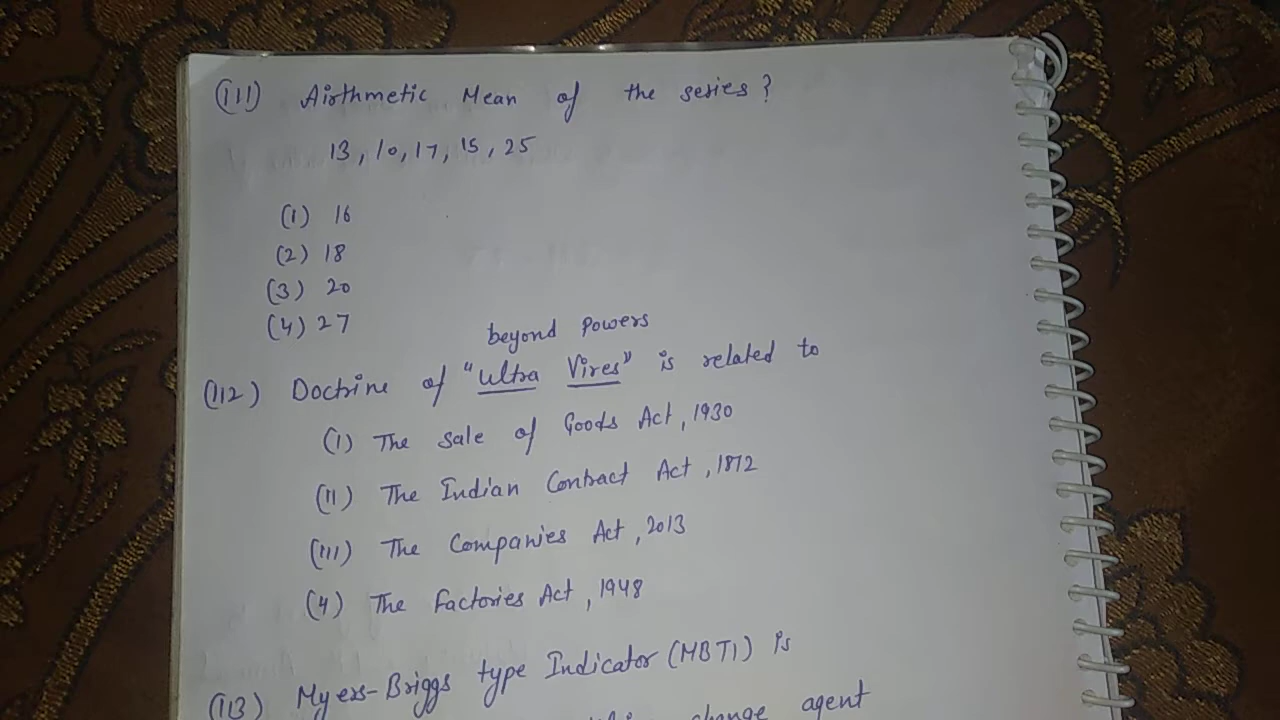 (111) Airthmetic Mean of the series?
13, 10, 17, 15, 25
(1) 16
(2) 18
(3) 20
(4) 27
beyond Powers
(112) Doctrine of "Ultra Vires" is related to
(1) The Sale of Goods Act, 1930
(11) The Indian Contract Act, 1872
(111) The Companies Act, 2013
(4) The Factories Act, 1948
(113) Myers-Briggs type Indicator (MBTI) is
change agent